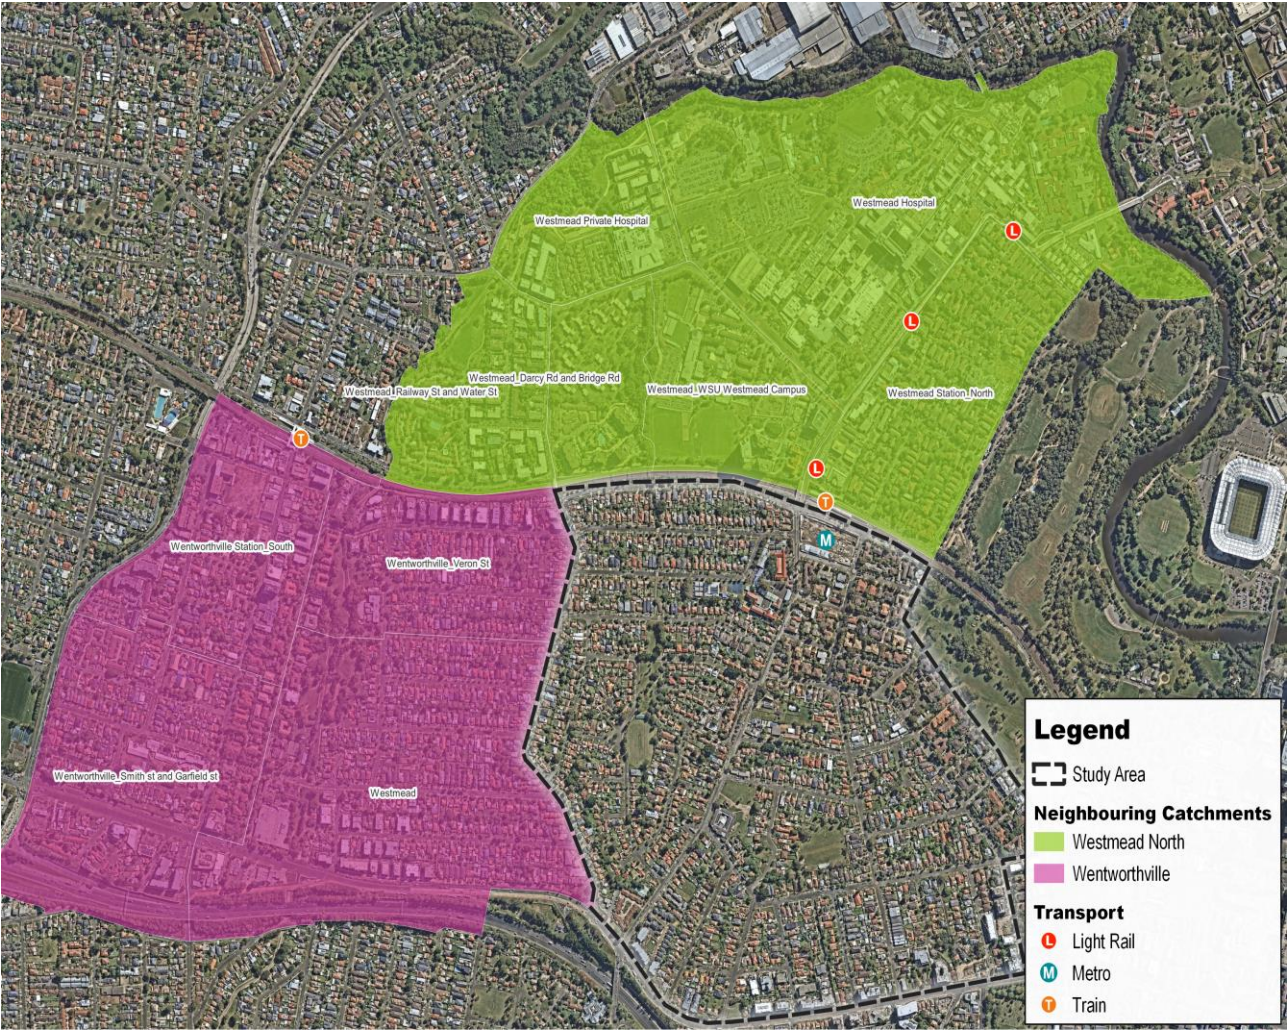 Westmead Hospital
Westmead Private Hospital
L
L
Westmead_Darcy Rd and Bridge Rd
Westmead_Railway St and Water St
Westmead_WSU Westmead Campus
Westmead Station_North
T
L
T
M
Wentworthville Station_South
Wentworthville_Veron St
Wentworthville_Smith st and Garfield st
Westmead
Legend
Study Area
Neighbouring Catchments
Westmead North
Wentworthville
Transport
L Light Rail
M Metro
T Train